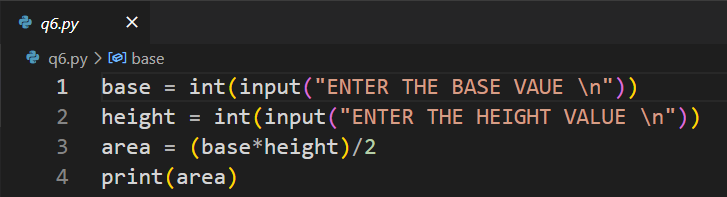 q6.py
q6.py > base
1 base = int(input("ENTER THE BASE VAUE \n"))
2 height = int(input("ENTER THE HEIGHT VALUE \n"))
3 area = (base*height)/2
4 print(area)